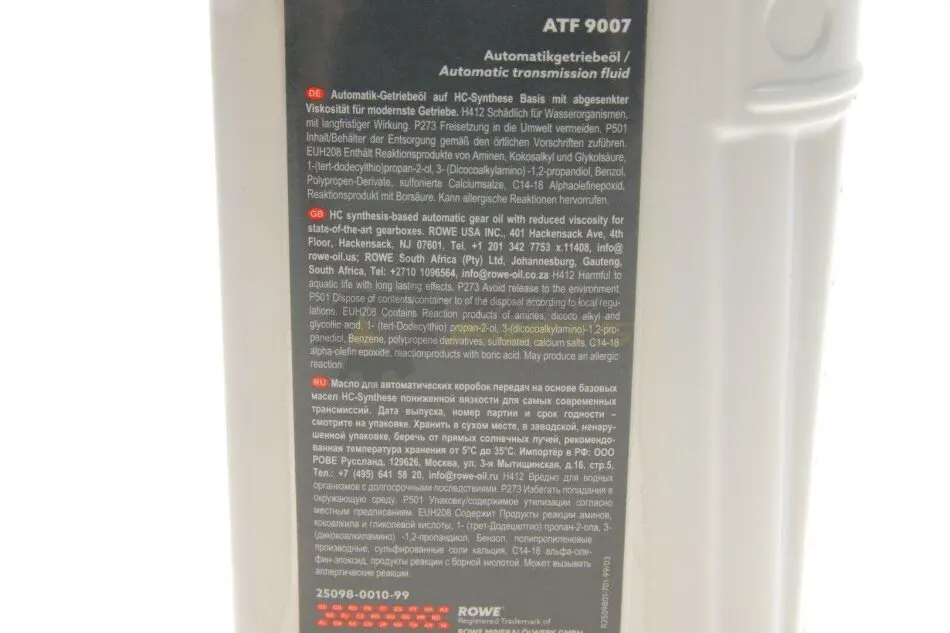 ATF 9007
Automatikgetriebeöl /
Automatic transmission fluid
DE Automatik-Getriebeöl auf HC-Synthese Basis mit abgesenkter
Viskosität für modernste Getriebe. H412 Schädlich für Wasserorganismen,
mit langfristiger Wirkung. P273 Freisetzung in die Umwelt vermeiden. P501
Inhalt/Behälter der Entsorgung gemäß den örtlichen Vorschriften zuführen.
EUH208 Enthält Reaktionsprodukte von Aminen, Kokosalkyl und Glykolsäure,
1-(tert-dodecylthio)propan-2-ol, 3- (Dicocoalkylamino) -1,2-propandiol, Benzol,
Polypropen-Derivate, sulfonierte Calciumsalze, C14-18 Alphaolefinepoxid,
Reaktionsprodukt mit Borsäure. Kann allergische Reaktionen hervorrufen.
GB HC synthesis-based automatic gear oil with reduced viscosity for
state-of-the-art gearboxes. ROWE USA INC., 401 Hackensack Ave, 4th
Floor, Hackensack, NJ 07601, Tel. +1 201 342 7753 x.11408, info@
rowe-oil.us; ROWE South Africa (Pty) Ltd, Johannesburg, Gauteng,
South Africa, Tel: +2710 1096564, info@rowe-oil.co.za H412 Harmful to
aquatic life with long lasting effects. P273 Avoid release to the environment.
P501 Dispose of contents/container to of the disposal according to local regu-
lations. EUH208 Contains Reaction products of amines, dicoco alkyl and
glycollic acid, 1- (tert-Dodecylthio) propan-2-ol, 3-(dicocoalkylamino)-1,2-pro-
panediol, Benzene, polypropene derivatives, sulfonated, calcium salts, C14-18
alpha-olefin epoxide, reactionproducts with boric acid. May produce an allergic
reaction.
RU Масло для автоматических коробок передач на основе базовых
масел HC-Synthese пониженной вязкости для самых современных
трансмиссий. Дата выпуска, номер партии и срок годности –
смотрите на упаковке. Хранить в сухом месте, в заводской, ненару-
шенной упаковке, беречь от прямых солнечных лучей, рекомендо-
ванная температура хранения от 5°C до 35°C. Импортёр в РФ: ООО
РОВЕ Руссланд, 129626, Москва, ул. 3-я Мытищинская, д.16, стр.5,
Тел.: +7 (495) 641 58 20, info@rowe-oil.ru H412 Вредно для водных
организмов с долгосрочными последствиями. P273 Избегать попадания в
окружающую среду. P501 Упаковку/содержимое утилизации согласно
местным предписаниям. EUH208 Содержит Продукты реакции аминов,
кокоалкила и гликолевой кислоты, 1- (трет-Додецилтио) пропан-2-ола, 3-
(дикокоалкиламино) -1,2-пропандиол, Бензол, полипропиленовые
производные, сульфированные соли кальция, C14-18 альфа-оле-
фин-эпоксид, продукты реакции с борной кислотой. Может вызывать
аллергические реакции.
25098-0010-99
ROWE
Registered Trademark of
ROWE MINERALÖLWERK GMBH